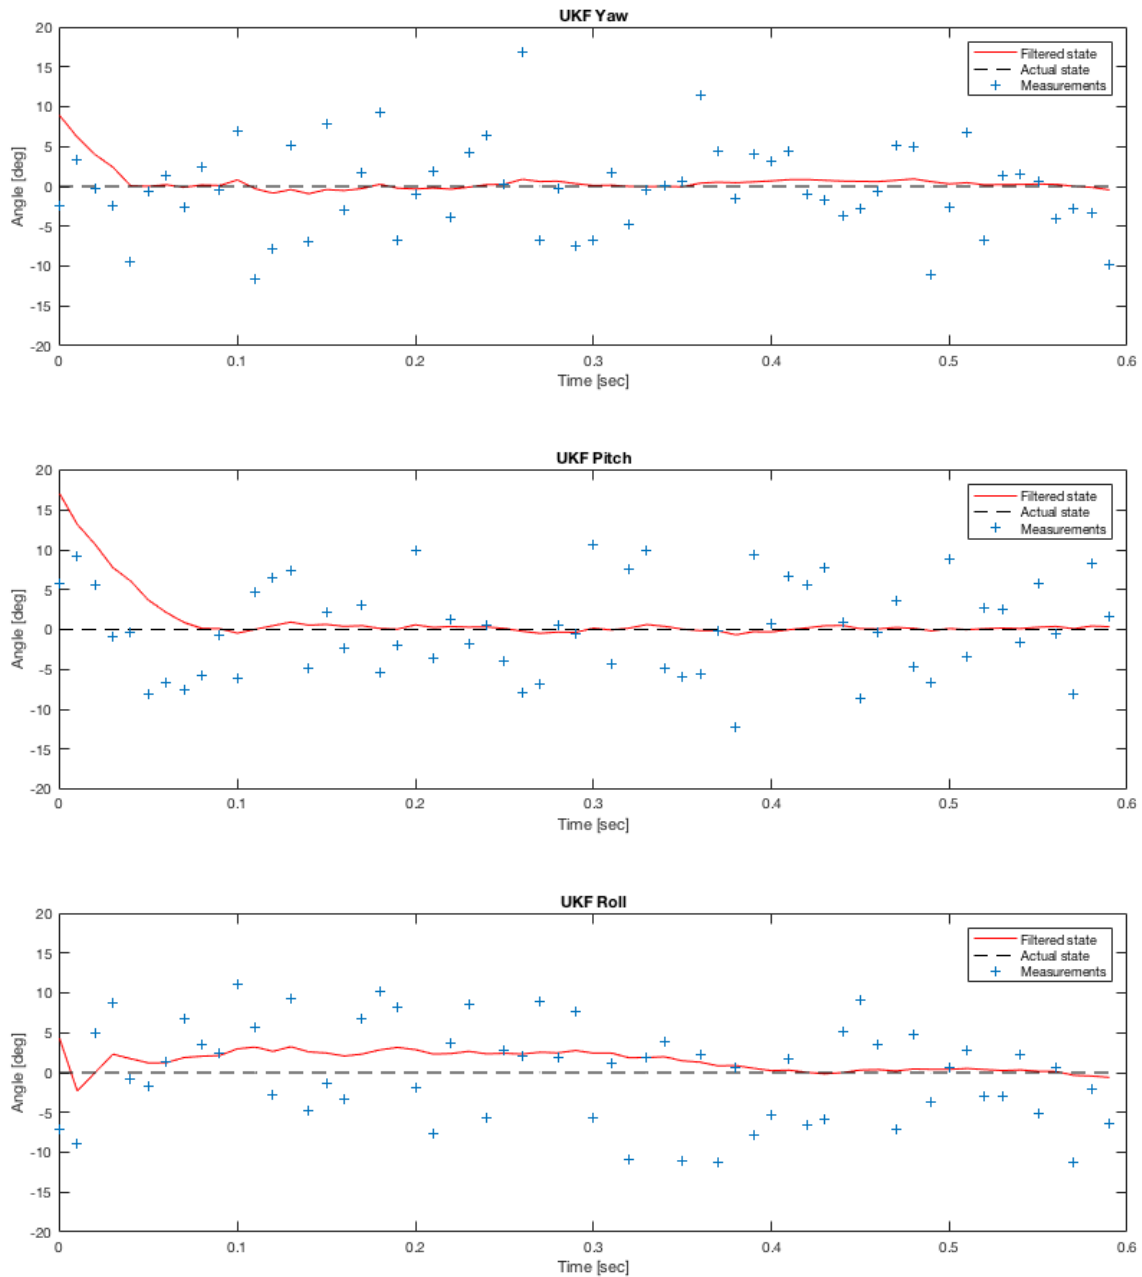 UKF Yaw
20
15
10
5
0
-5
-10
-15
-20
Angle [deg]
Filtered state
Actual state
Measurements
0 0.1 0.2 0.3 0.4 0.5 0.6
Time [sec]
UKF Pitch
20
15
10
5
0
-5
-10
-15
-20
Angle [deg]
Filtered state
Actual state
Measurements
0 0.1 0.2 0.3 0.4 0.5 0.6
Time [sec]
UKF Roll
20
15
10
5
0
-5
-10
-15
-20
Angle [deg]
Filtered state
Actual state
Measurements
0 0.1 0.2 0.3 0.4 0.5 0.6
Time [sec]